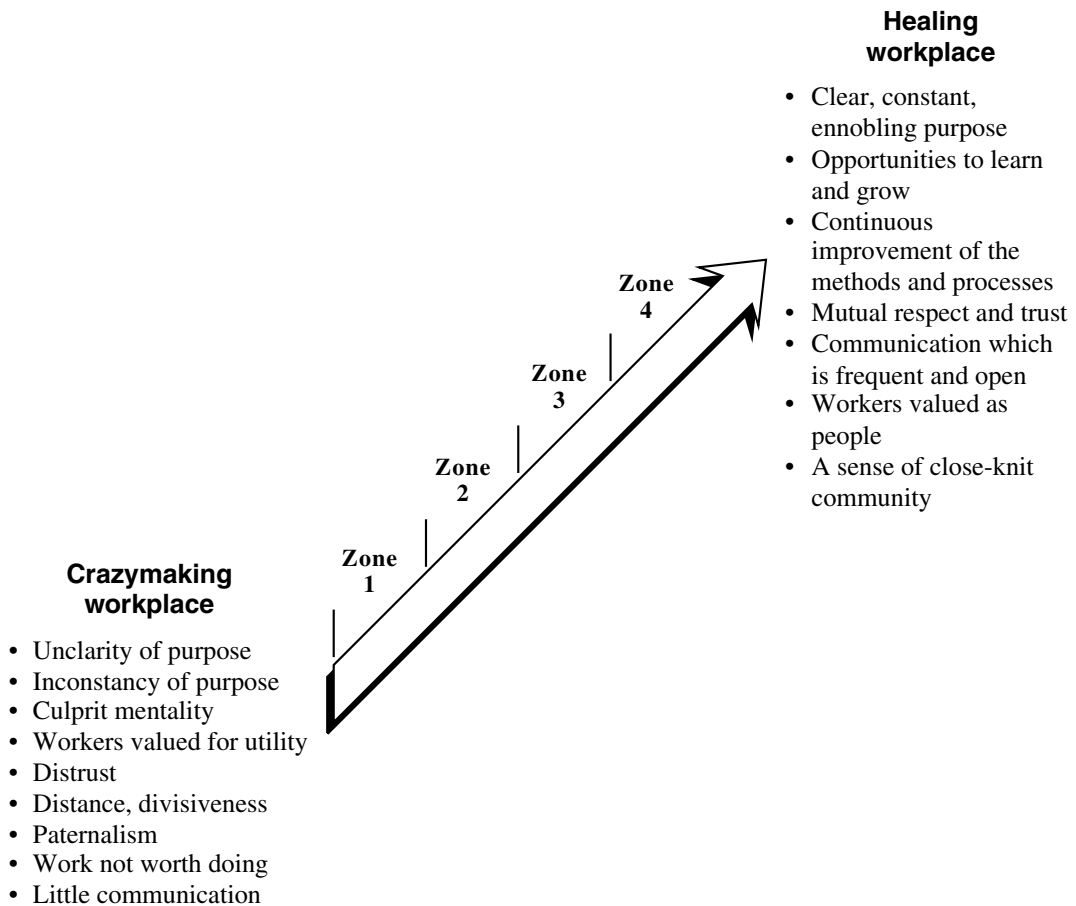 Healing
workplace
• Clear, constant,
ennobling purpose
• Opportunities to learn
and grow
• Continuous
improvement of the
methods and processes
• Mutual respect and trust
• Communication which
is frequent and open
• Workers valued as
people
• A sense of close-knit
community
Zone
4
Zone
3
Zone
2
Zone
1
Crazymaking
workplace
• Unclarity of purpose
• Inconstancy of purpose
• Culprit mentality
• Workers valued for utility
• Distrust
• Distance, divisiveness
• Paternalism
• Work not worth doing
• Little communication